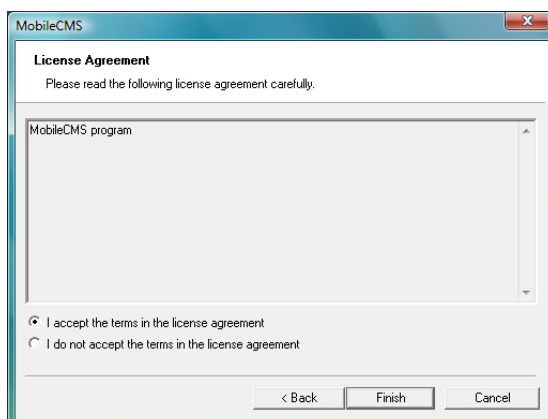 MobileCMS
License Agreement
Please read the following license agreement carefully.
MobileCMS program
I accept the terms in the license agreement
I do not accept the terms in the license agreement
< Back Finish Cancel